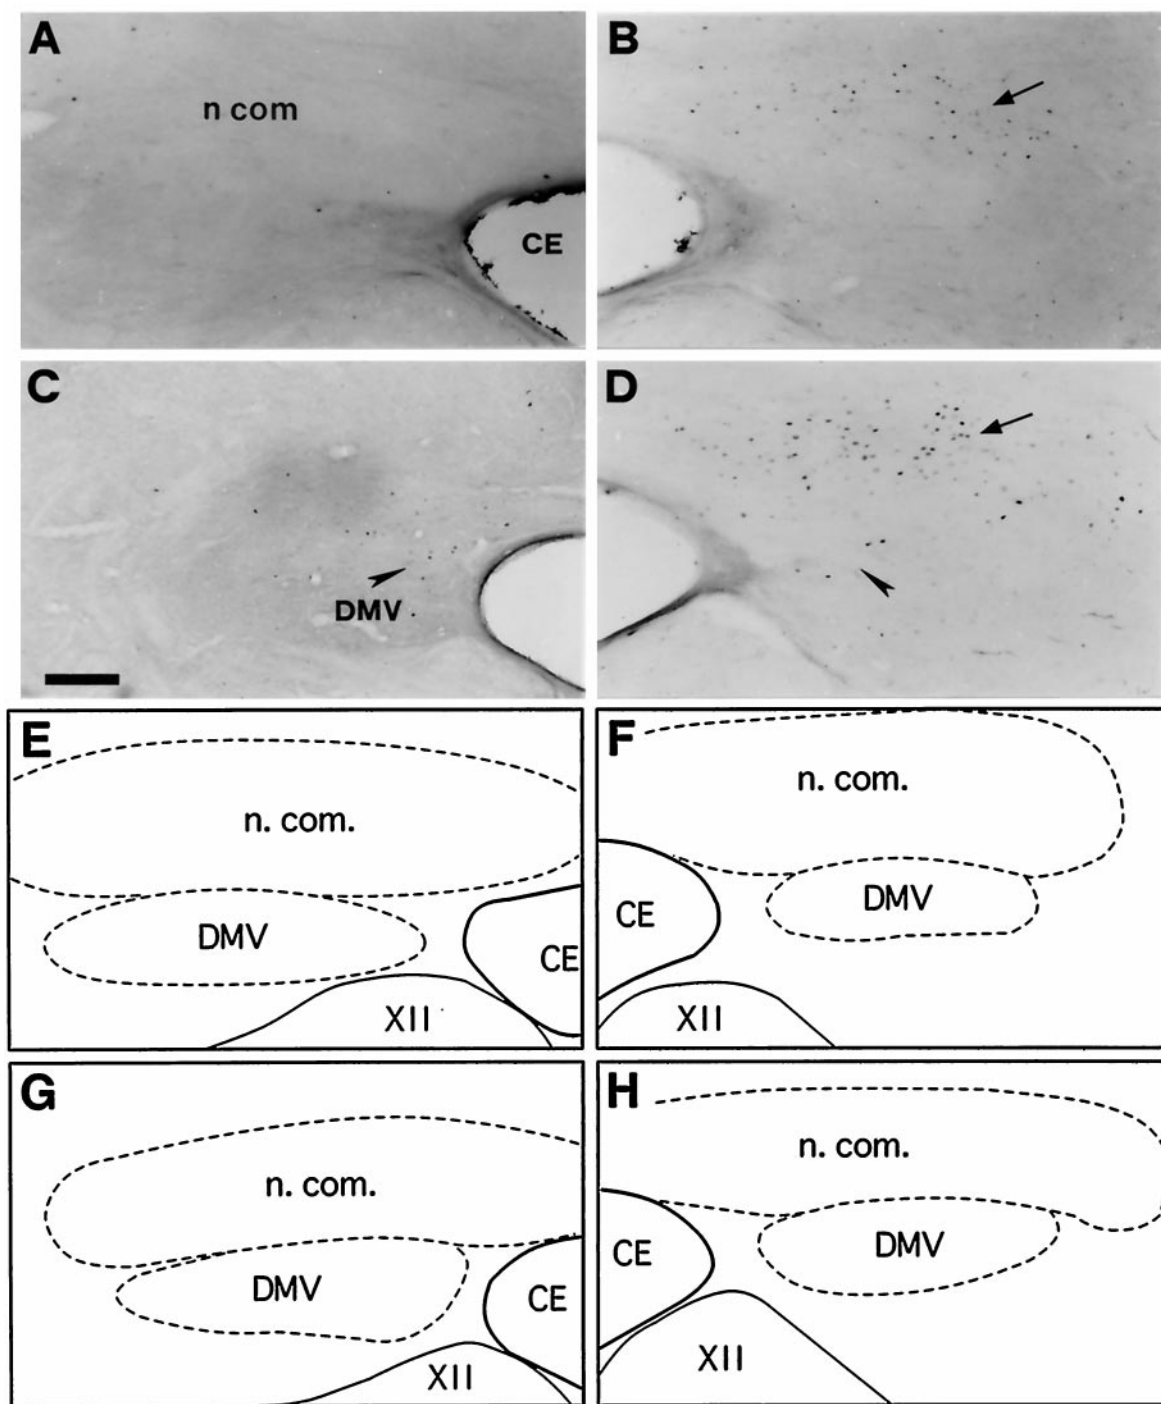 A
n com
CE
B
C
DMV
D
E
n. com.
DMV
CE
XII
F
n. com.
DMV
CE
XII
G
n. com.
DMV
CE
XII
H
n. com.
DMV
CE
XII